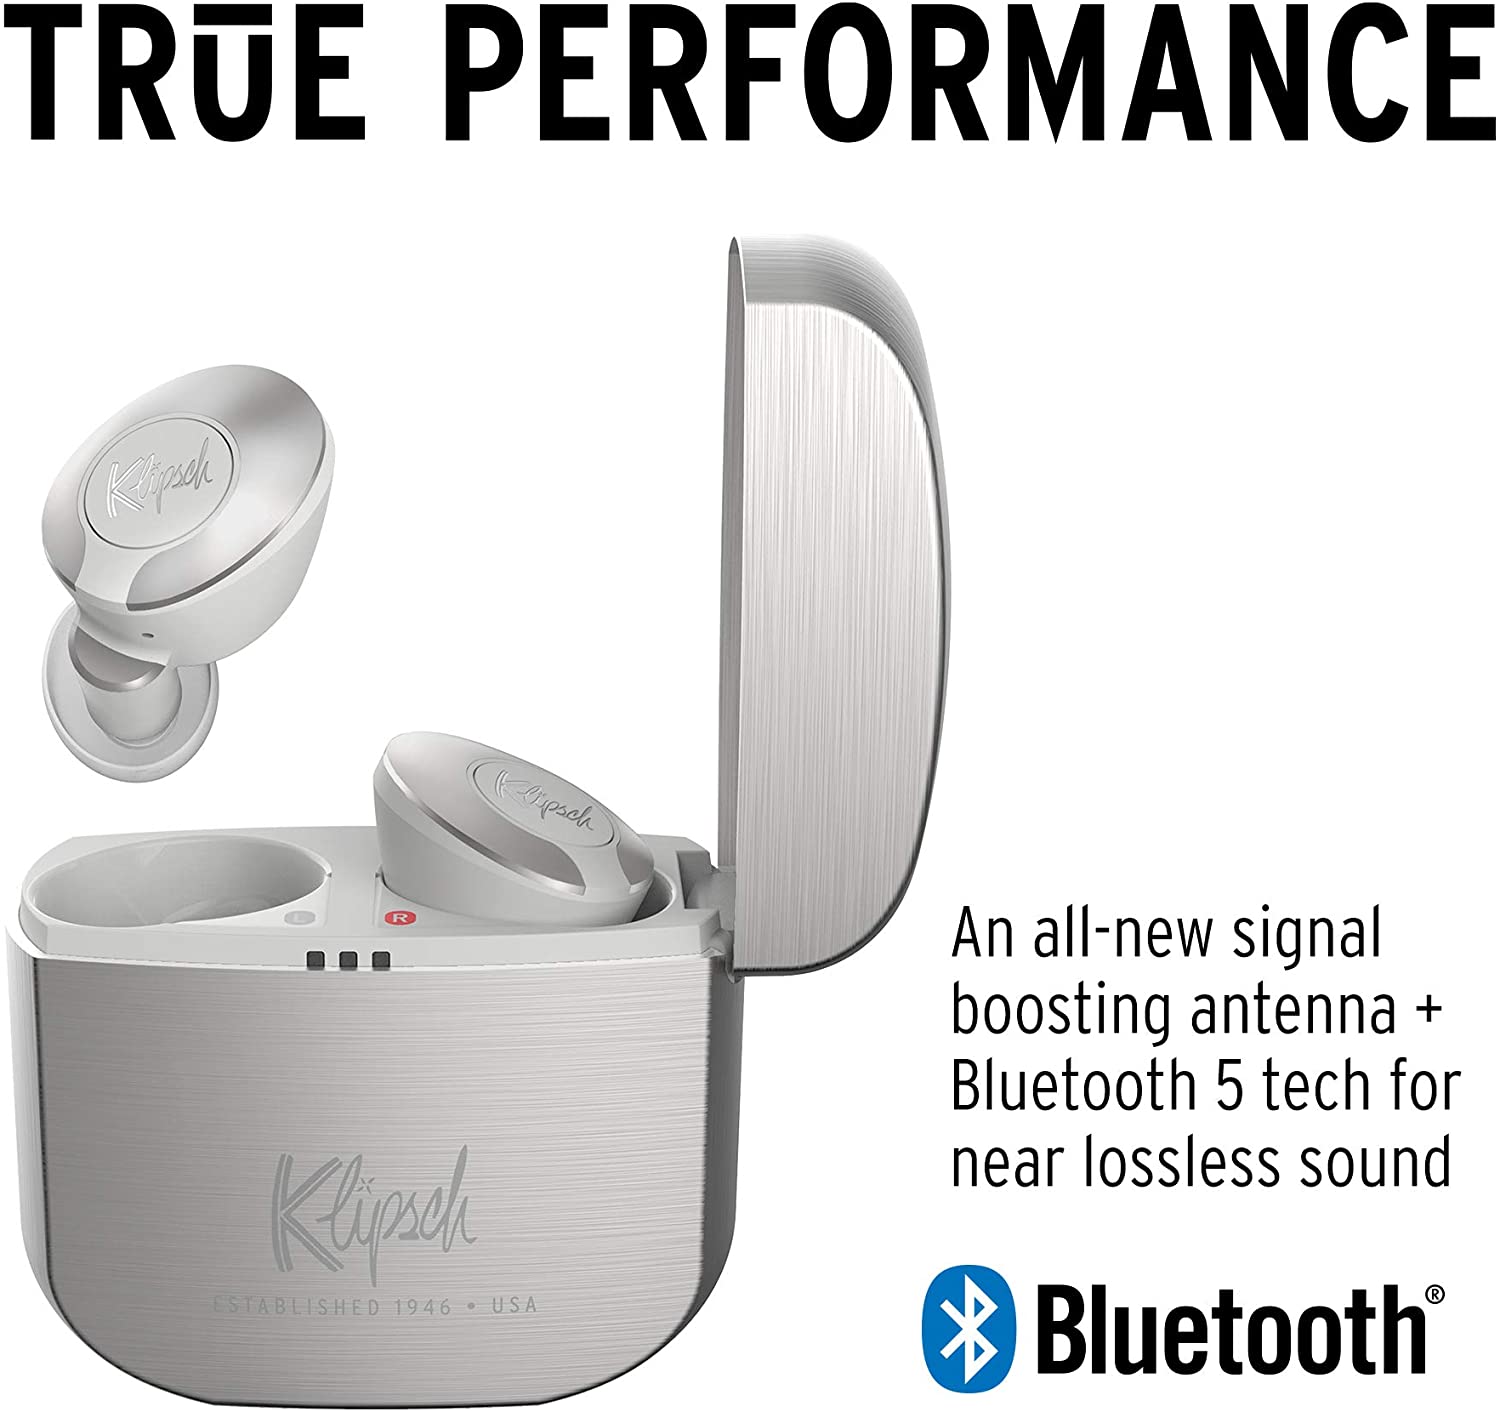 TRŪE PERFORMANCE
Klipsch
Klipsch
L
R
Klipsch
ESTABLISHED 1946 • USA
An all-new signal
boosting antenna +
Bluetooth 5 tech for
near lossless sound
Bluetooth®